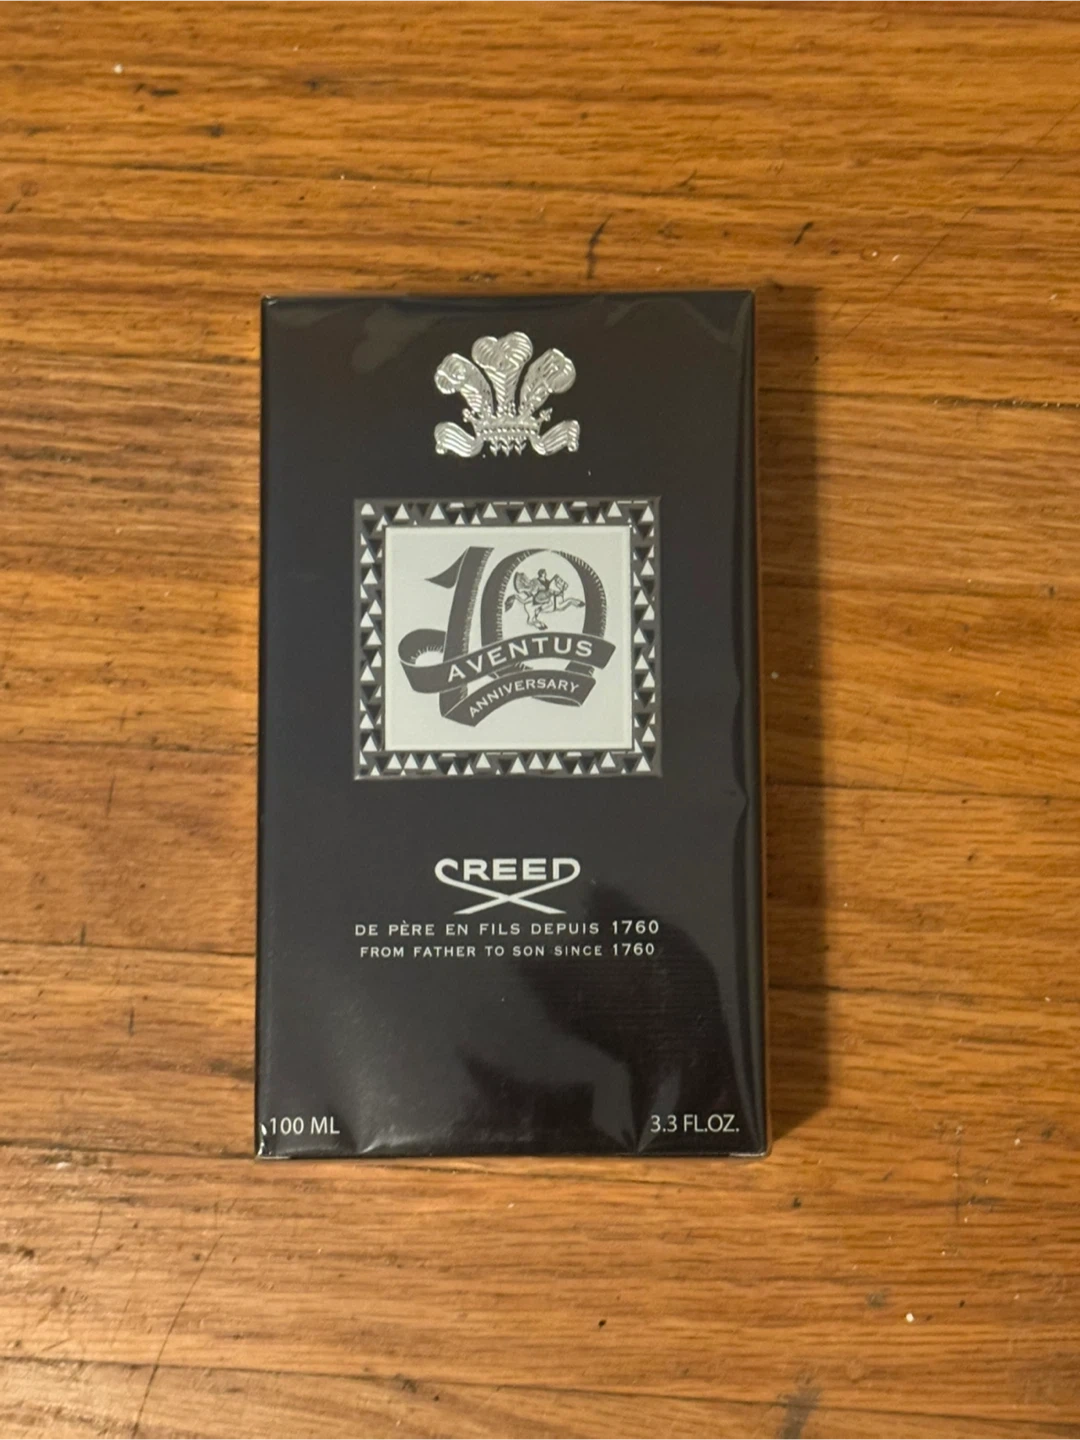 10
AVENTUS
ANNIVERSARY
CREED
DE PÈRE EN FILS DEPUIS 1760
FROM FATHER TO SON SINCE 1760
100 ML
3.3 FL.OZ.